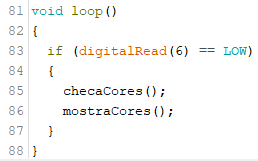 81 void loop()
82 {
83 if (digitalRead(6) == LOW)
84 {
85 checaCores();
86 mostraCores();
87 }
88 }